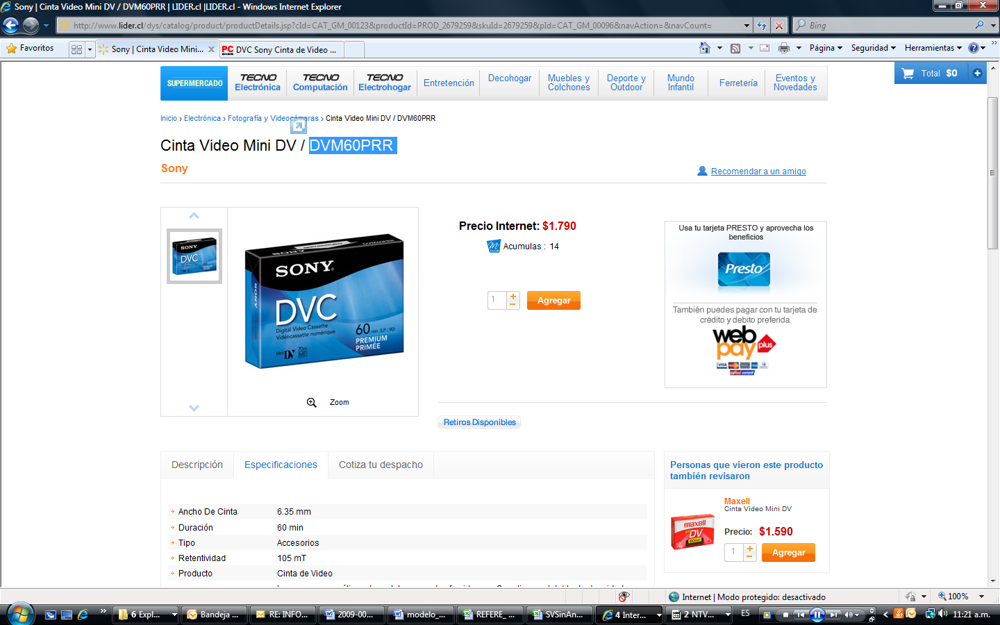 Sony | Cinta Video Mini DV / DVM60PRR | LIDER.cl |LIDER.cl - Windows Internet Explorer
http://www.lider.cl/dys/catalog/product/productDetails.jsp?cId=CAT_GM_00123&productId=PROD_2679259&skuId=2679259&pId=CAT_GM_00096&navAction=&navCount=
Bing
Favoritos
Sony | Cinta Video Mini...
PC DVC Sony Cinta de Video ...
Página
Seguridad
Herramientas
SUPERMERCADO
TECNO Electrónica
TECNO Computación
TECNO Electrohogar
Entretención
Decohogar
Muebles y Colchones
Deporte y Outdoor
Mundo Infantil
Ferretería
Eventos y Novedades
Total $0
Inicio › Electrónica › Fotografía y Videocámaras › Cinta Video Mini DV / DVM60PRR
Cinta Video Mini DV / DVM60PRR
Sony
Recomendar a un amigo
SONY
DVC
SONY
DVC
Digital Video Cassette
Vidéocassette numérique
60 min (LP : 90)
PREMIUM
PRIMÉE
Mini DV
Zoom
Precio Internet: $1.790
Acumulas : 14
1
Agregar
Usa tu tarjeta PRESTO y aprovecha los
beneficios
Presto
También puedes pagar con tu tarjeta de
crédito y debito preferida
web
pay plus
VISA
Retiros Disponibles
Descripción
Especificaciones
Cotiza tu despacho
Ancho De Cinta 6.35 mm
Duración 60 min
Tipo Accesorios
Retentividad 105 mT
Producto Cinta de Video
Personas que vieron este producto
también revisaron
maxell
DV
Maxell
Cinta Video Mini DV
Precio: $1.590
1
Agregar
Internet | Modo protegido: desactivado
100%
6 Expl...
Bandeja ...
RE: INFO...
2009-00...
modelo_...
REFERE_ ...
SVSinAn...
4 Inter...
2 NTV...
ES
11:21 a.m.